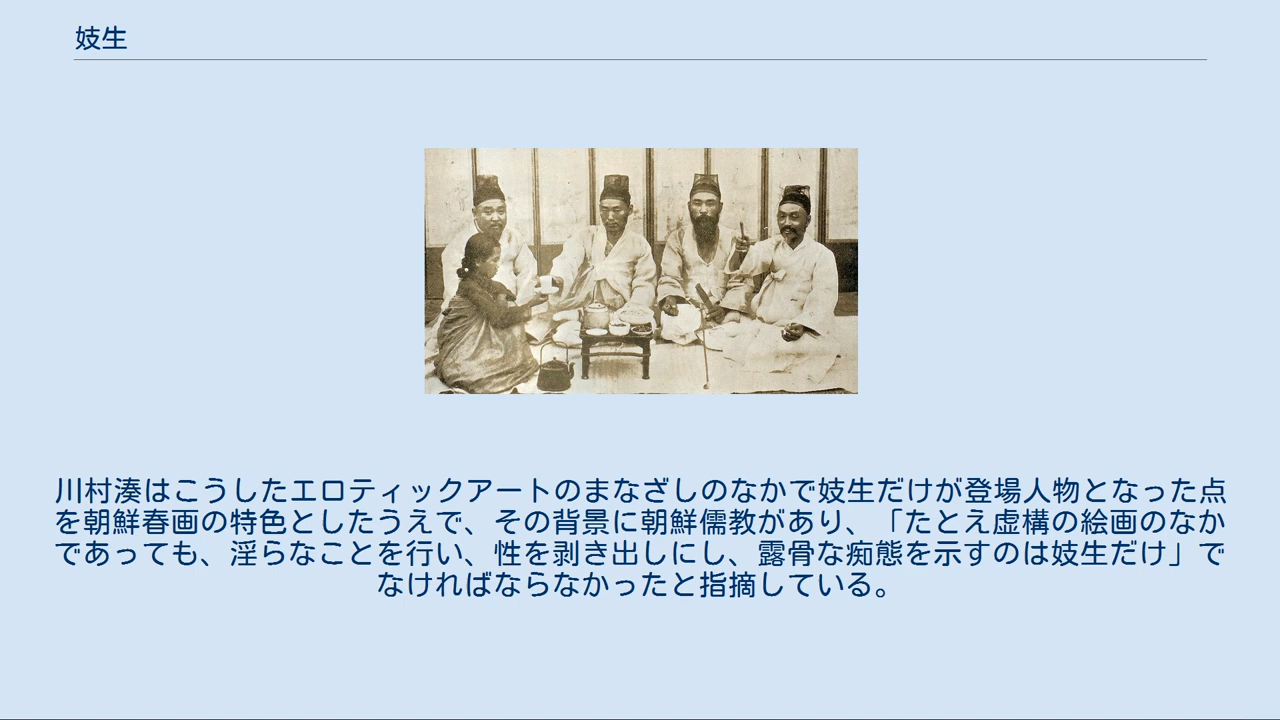 妓生
川村湊はこうしたエロティックアートのまなざしのなかで妓生だけが登場人物となった点
を朝鮮春画の特色としたうえで、その背景に朝鮮儒教があり、「たとえ虚構の絵画のなか
であっても、淫らなことを行い、性を剥き出しにし、露骨な痴態を示すのは妓生だけ」で
なければならなかったと指摘している。